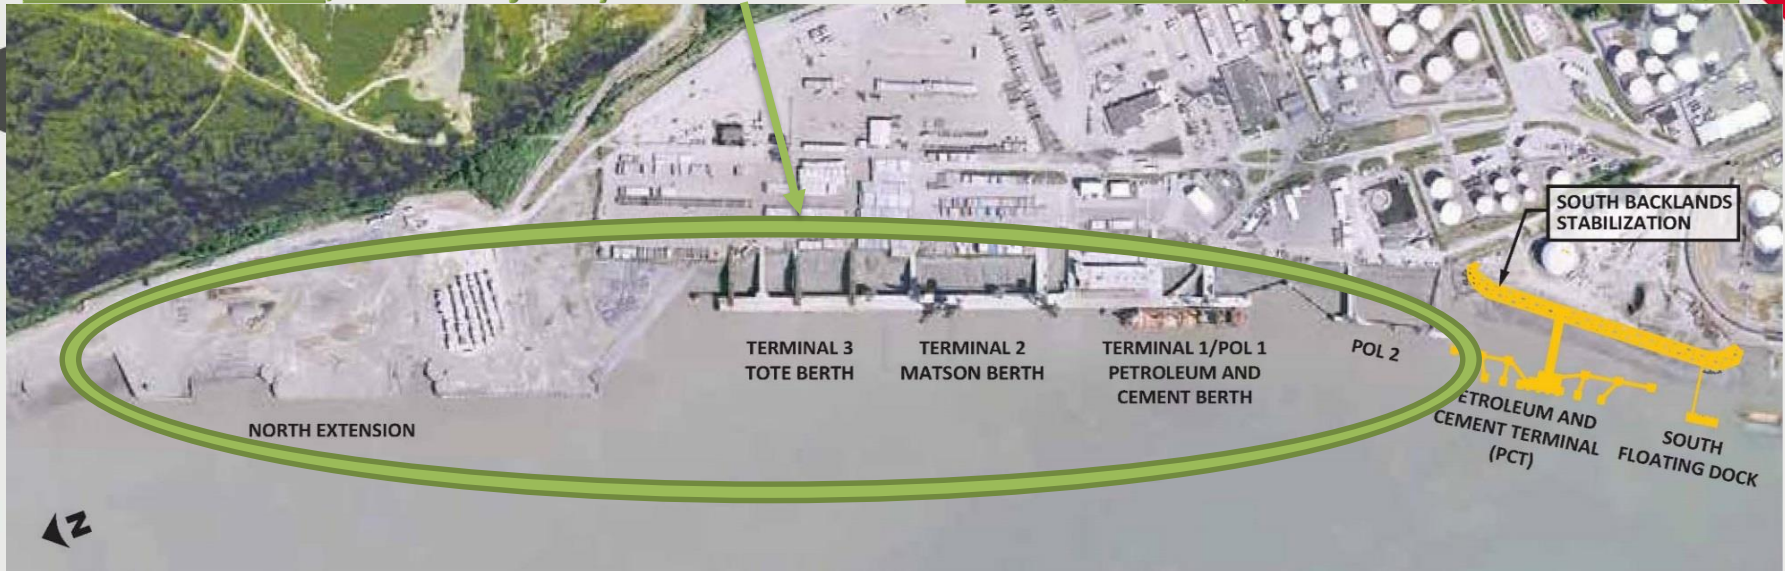 SOUTH BACKLANDS
STABILIZATION
TERMINAL 3
TOTE BERTH
TERMINAL 2
MATSON BERTH
TERMINAL 1/POL 1
PETROLEUM AND
CEMENT BERTH
POL 2
NORTH EXTENSION
ETROLEUM AND
CEMENT TERMINAL
(PCT)
SOUTH
FLOATING DOCK
N